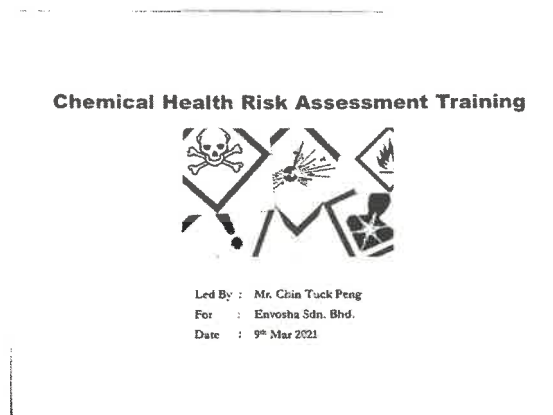 Chemical Health Risk Assessment Training
Led By : Mr. Chin Tuck Peng
For : Envosha Sdn. Bhd.
Date : 9th Mar 2021